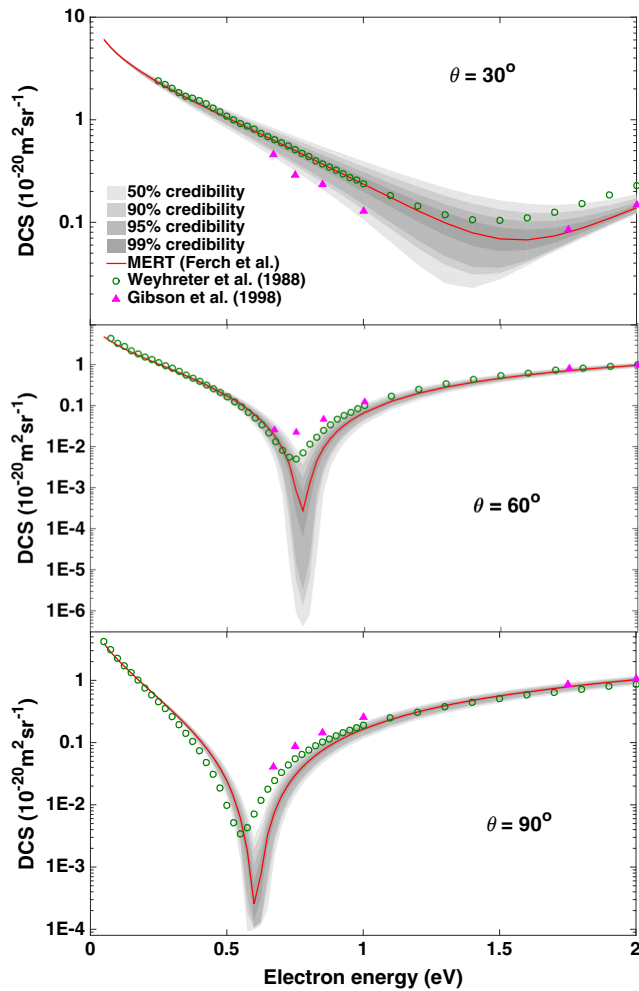 10
1
0.1
DCS (10⁻²⁰m²sr⁻¹)
θ = 30º
50% credibility
90% credibility
95% credibility
99% credibility
MERT (Ferch et al.)
Weyhreter et al. (1988)
Gibson et al. (1998)
1
0.1
1E-2
1E-3
1E-4
1E-5
1E-6
DCS (10⁻²⁰m²sr⁻¹)
θ = 60º
1
0.1
1E-2
1E-3
1E-4
DCS (10⁻²⁰m²sr⁻¹)
θ = 90º
0 0.5 1 1.5 2
Electron energy (eV)